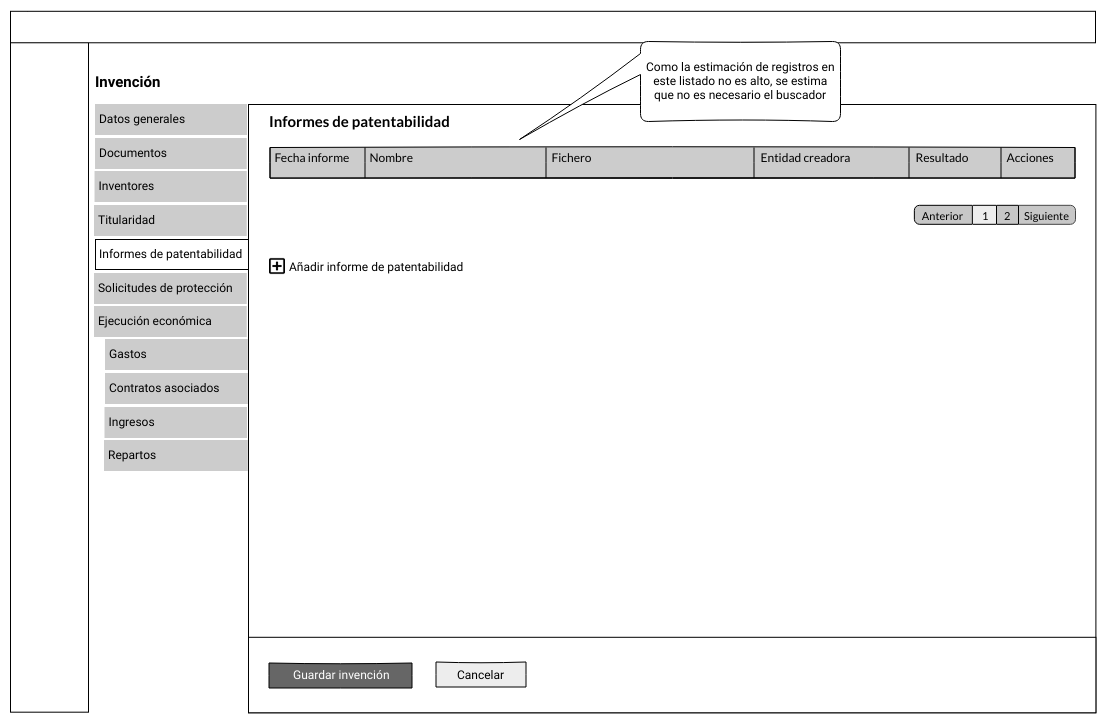 Como la estimación de registros en
este listado no es alto, se estima
que no es necesario el buscador
Invención
Datos generales
Documentos
Inventores
Titularidad
Informes de patentabilidad
Solicitudes de protección
Ejecución económica
Gastos
Contratos asociados
Ingresos
Repartos
Informes de patentabilidad
Fecha informe Nombre Fichero Entidad creadora Resultado Acciones
Anterior 1 2 Siguiente
Añadir informe de patentabilidad
Guardar invención Cancelar